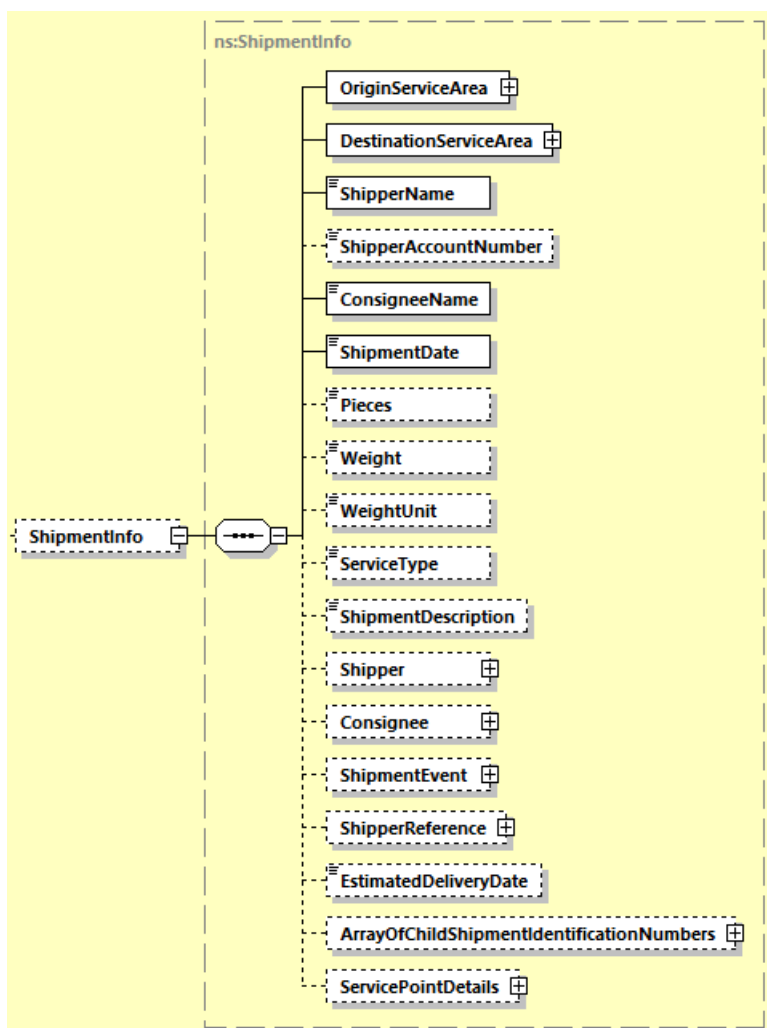 ns:ShipmentInfo
OriginServiceArea
DestinationServiceArea
ShipperName
ShipperAccountNumber
ConsigneeName
ShipmentDate
Pieces
Weight
WeightUnit
ShipmentInfo
ServiceType
ShipmentDescription
Shipper
Consignee
ShipmentEvent
ShipperReference
EstimatedDeliveryDate
ArrayOfChildShipmentIdentificationNumbers
ServicePointDetails